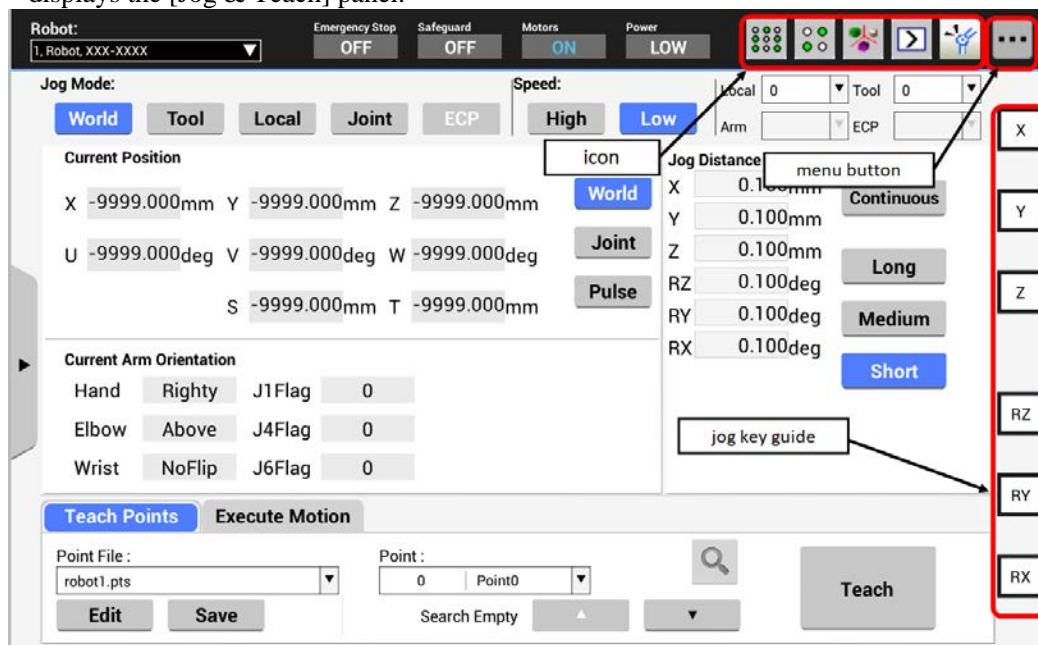 displays the [Jog & Teach] panel.
Robot:
1, Robot, XXX-XXXX
Emergency Stop
OFF
Safeguard
OFF
Motors
ON
Power
LOW
Jog Mode:
World Tool Local Joint ECP
Speed:
High Low
Local 0 Tool 0
Arm ECP
icon
menu button
Current Position
X -9999.000mm Y -9999.000mm Z -9999.000mm
U -9999.000deg V -9999.000deg W -9999.000deg
S -9999.000mm T -9999.000mm
World
Joint
Pulse
Jog Distance
X 0.100mm
Y 0.100mm
Z 0.100mm
RZ 0.100deg
RY 0.100deg
RX 0.100deg
Continuous
Long
Medium
Short
Current Arm Orientation
Hand Righty J1Flag 0
Elbow Above J4Flag 0
Wrist NoFlip J6Flag 0
jog key guide
X
Y
Z
RZ
RY
RX
Teach Points Execute Motion
Point File :
robot1.pts
Edit Save
Point :
0 Point0
Search Empty
Teach